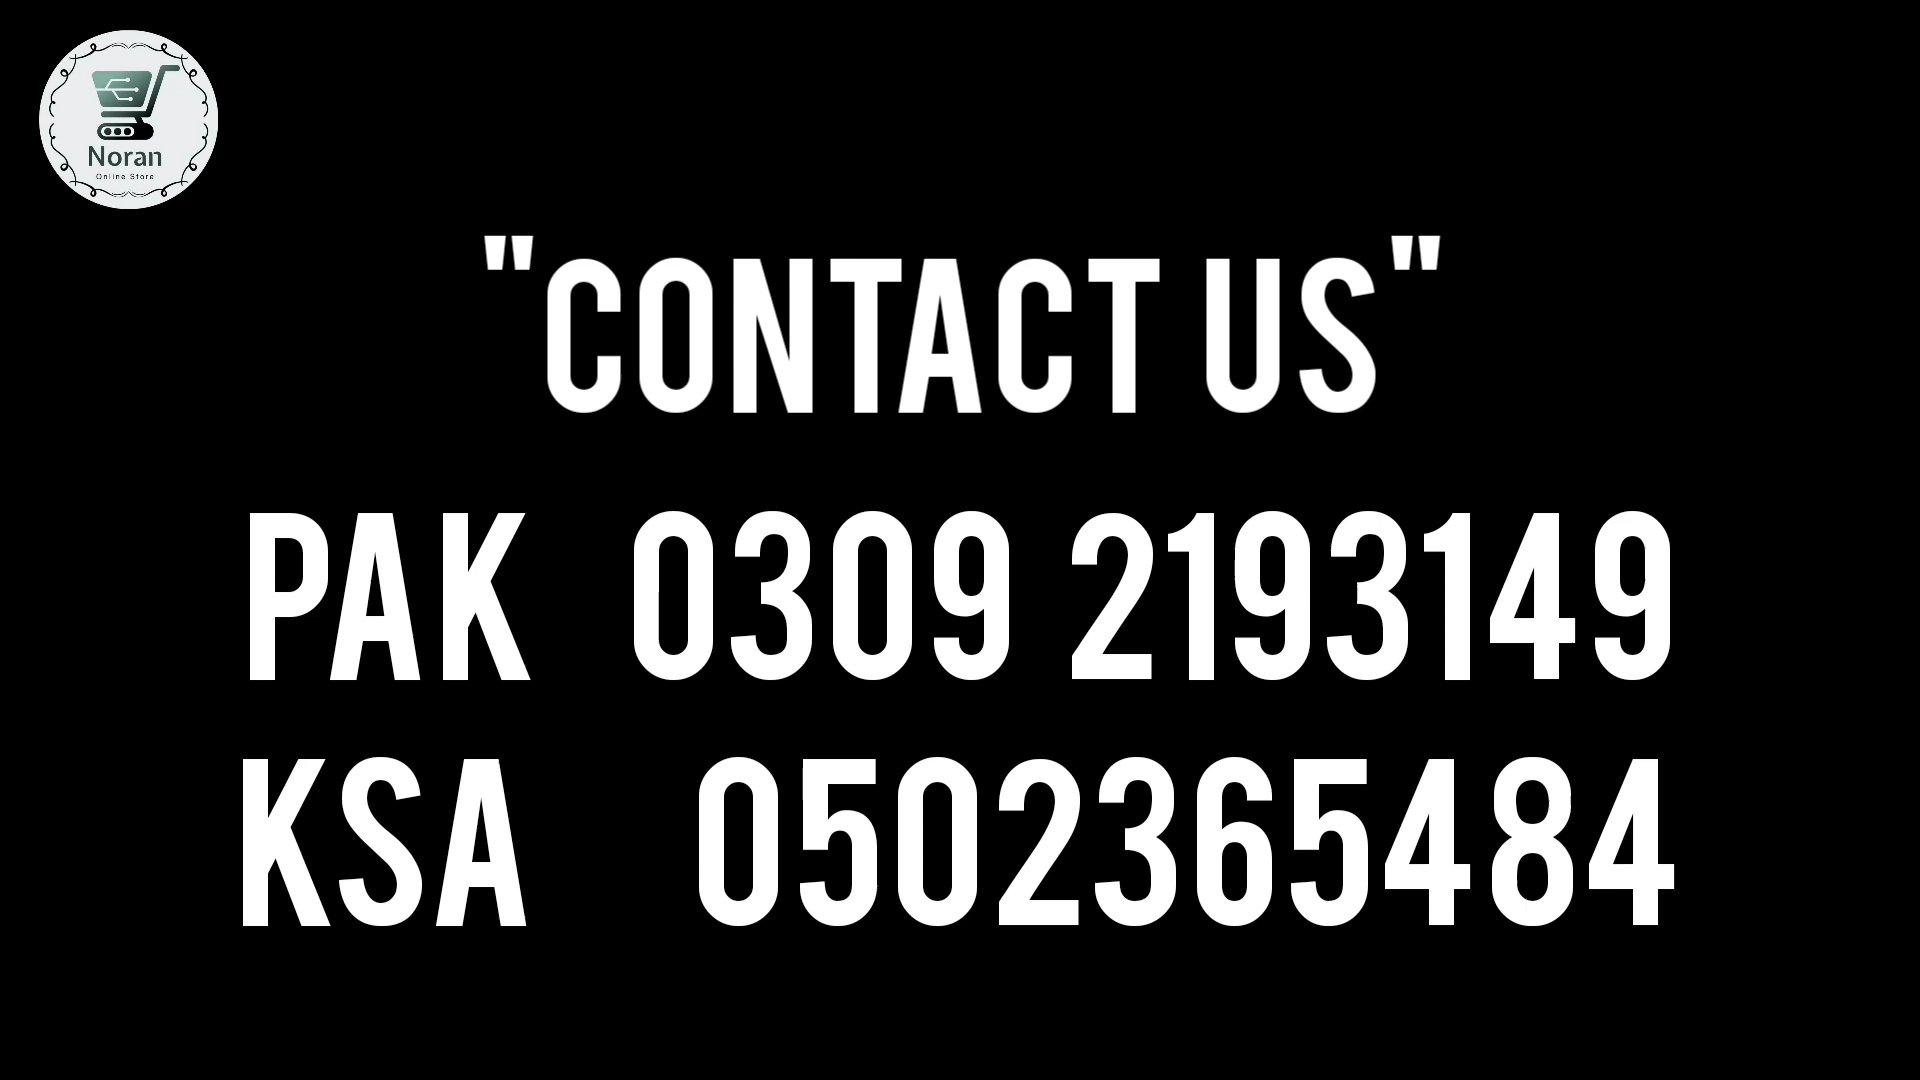 Noran
Online Store
"CONTACT US"
PAK 0309 2193149
KSA 0502365484